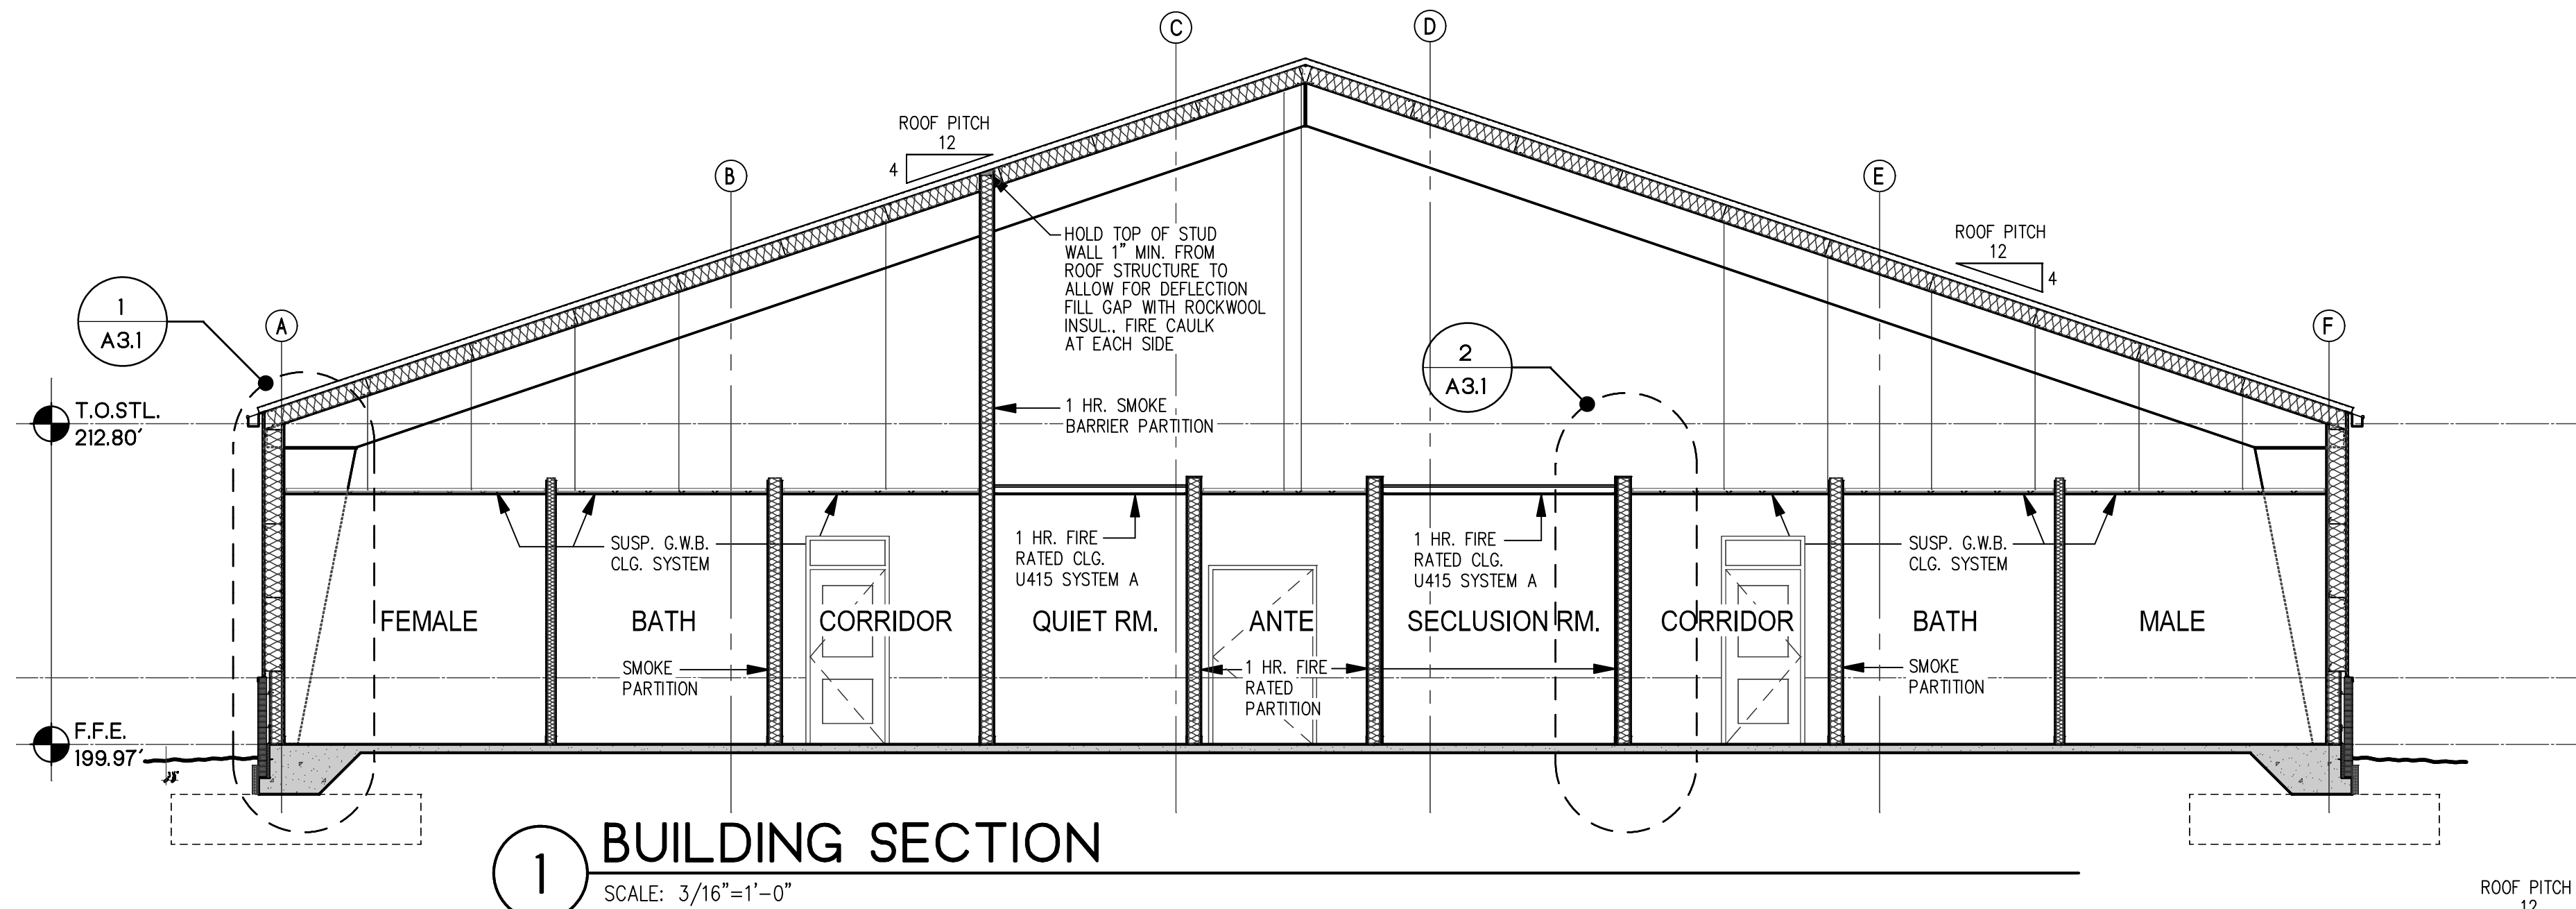 C
D
ROOF PITCH
12
4
B
E
ROOF PITCH
12
4
HOLD TOP OF STUD
WALL 1" MIN. FROM
ROOF STRUCTURE TO
ALLOW FOR DEFLECTION
FILL GAP WITH ROCKWOOL
INSUL., FIRE CAULK
AT EACH SIDE
1
A3.1
A
F
2
A3.1
T.O.STL.
212.80'
1 HR. SMOKE
BARRIER PARTITION
SUSP. G.W.B.
CLG. SYSTEM
1 HR. FIRE
RATED CLG.
U415 SYSTEM A
1 HR. FIRE
RATED CLG.
U415 SYSTEM A
SUSP. G.W.B.
CLG. SYSTEM
FEMALE
BATH
CORRIDOR
QUIET RM.
ANTE
SECLUSION RM.
CORRIDOR
BATH
MALE
SMOKE
PARTITION
1 HR. FIRE
RATED
PARTITION
SMOKE
PARTITION
F.F.E.
199.97'
1
BUILDING SECTION
SCALE: 3/16"=1'-0"
ROOF PITCH
12